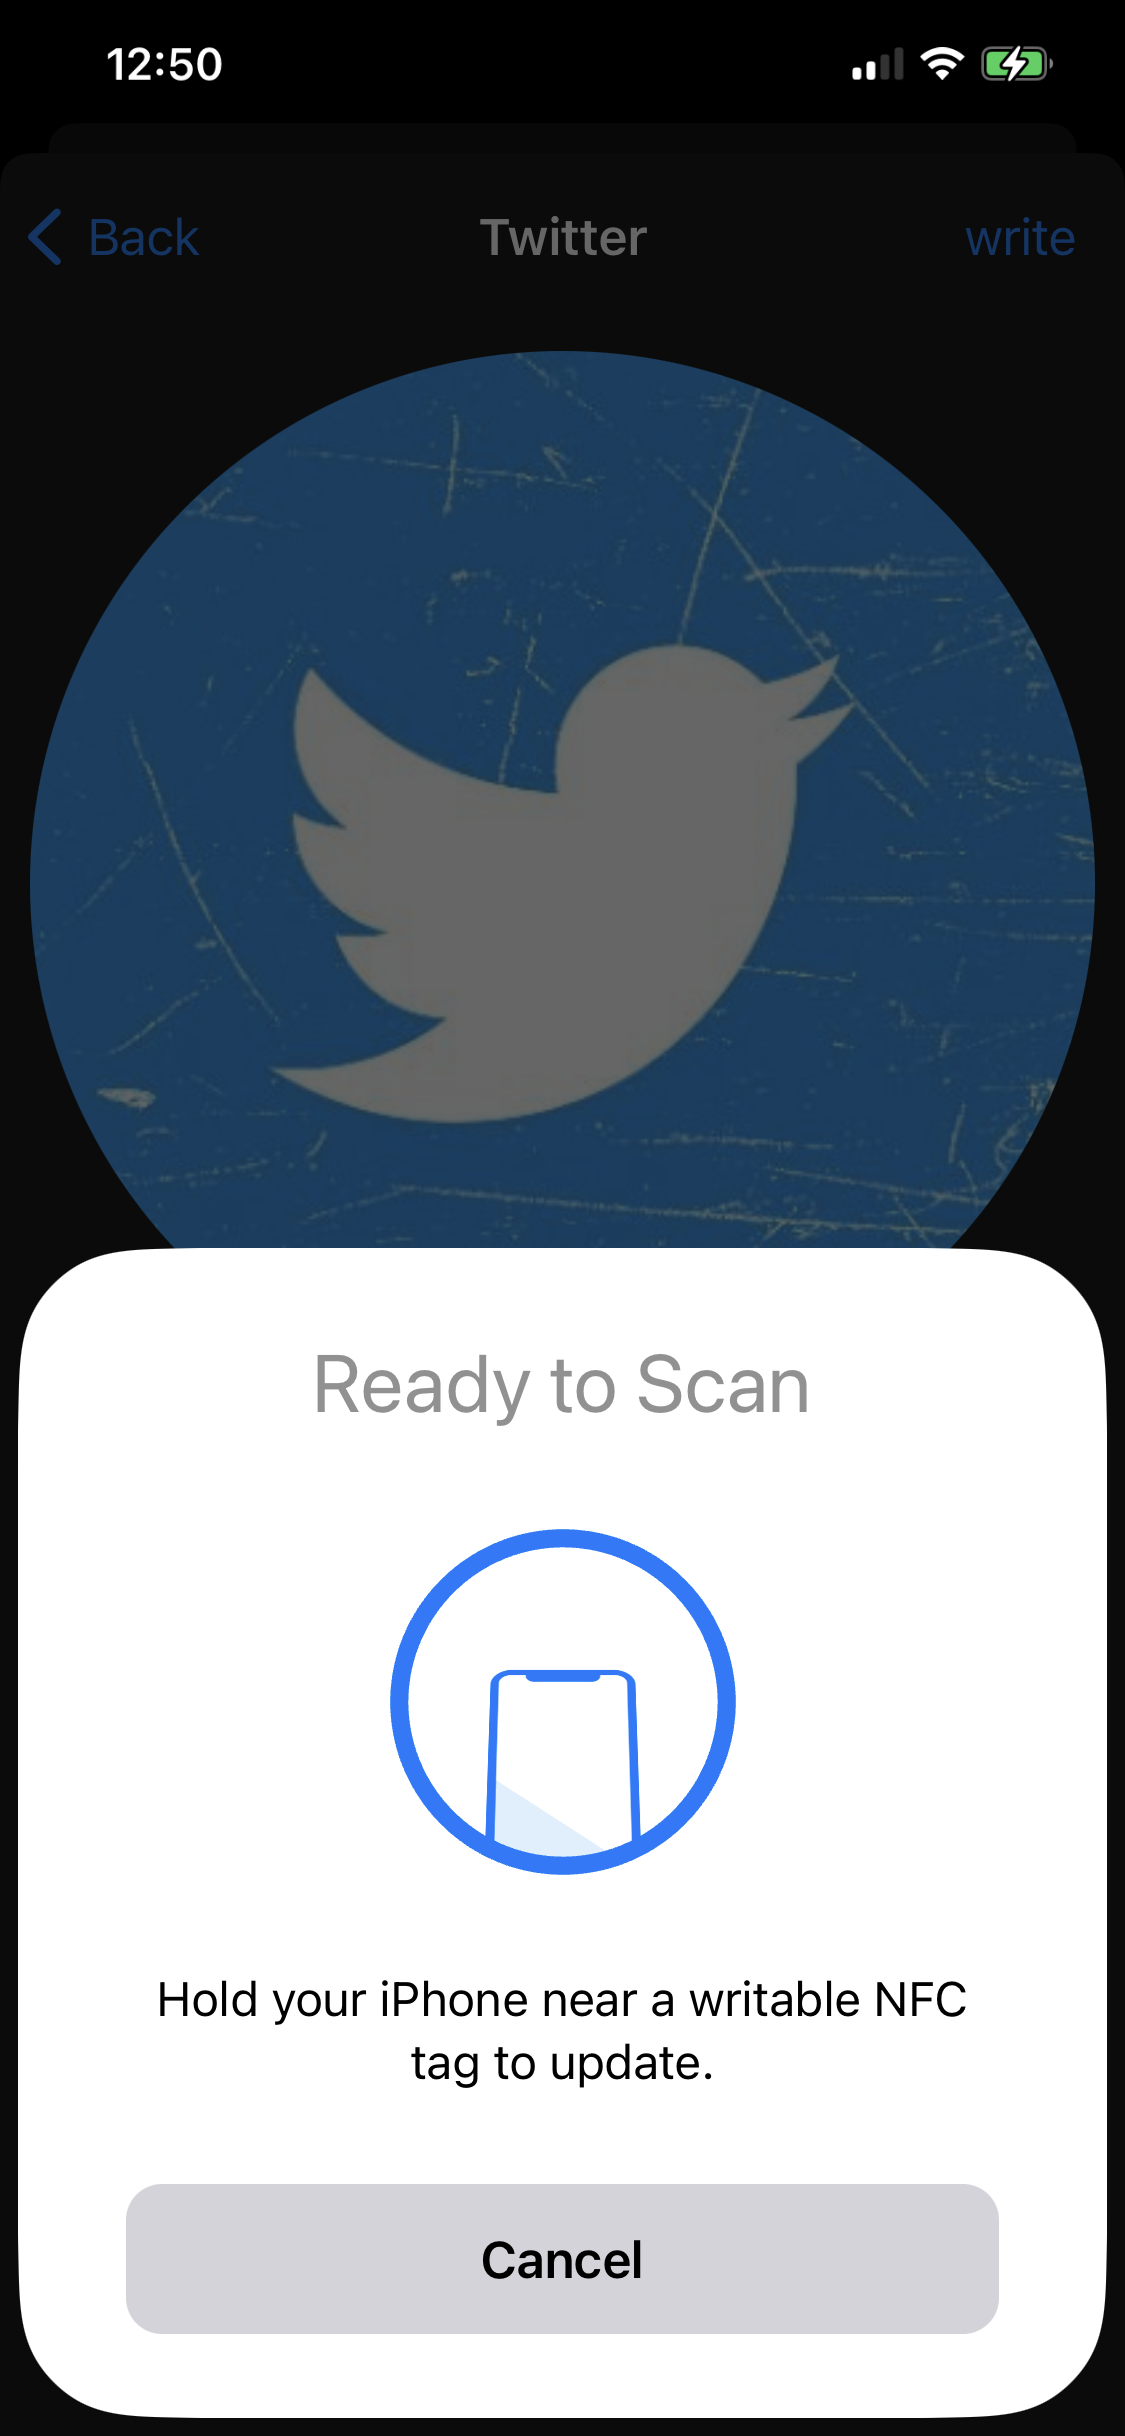 12:50
Back
Twitter
write
Ready to Scan
Hold your iPhone near a writable NFC
tag to update.
Cancel